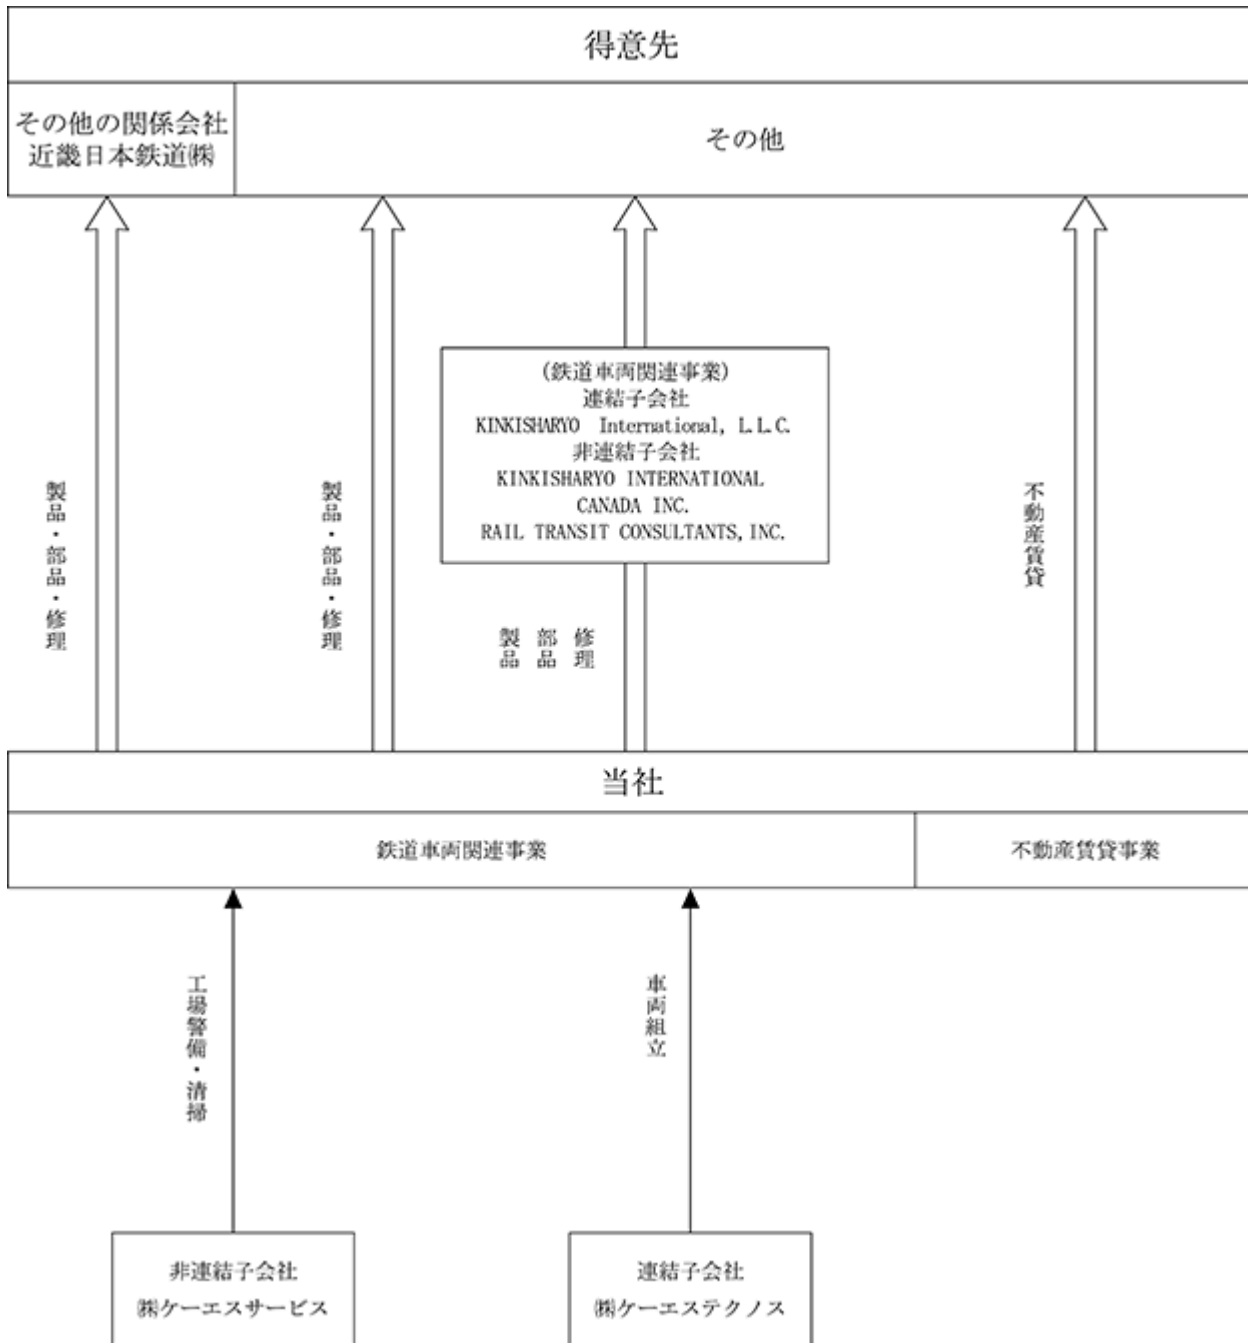 得意先
その他の関係会社
近畿日本鉄道㈱
その他
(鉄道車両関連事業)
連結子会社
KINKISHARYO International, L.L.C.
非連結子会社
KINKISHARYO INTERNATIONAL
CANADA INC.
RAIL TRANSIT CONSULTANTS, INC.
製品・部品・修理
製品・部品・修理
製品
部品
修理
不動産賃貸
当社
鉄道車両関連事業
不動産賃貸事業
工場警備・清掃
車両組立
非連結子会社
㈱ケーエスサービス
連結子会社
㈱ケーエステクノス